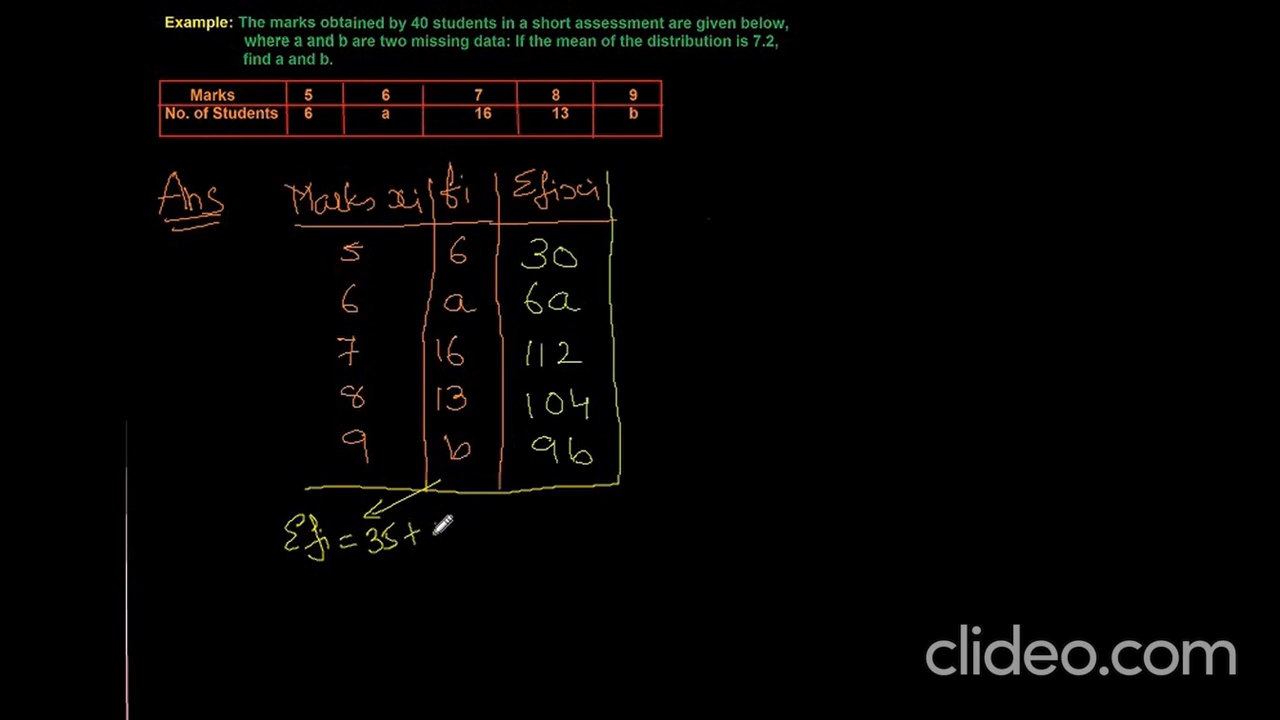 Example: The marks obtained by 40 students in a short assessment are given below,
where a and b are two missing data: If the mean of the distribution is 7.2,
find a and b.
Marks 5 6 7 8 9
No. of Students 6 a 16 13 b
Ans Marks xi fi Σfixi
5 6 30
6 a 6a
7 16 112
8 13 104
9 b 9b
Σfi = 35+
clideo.com